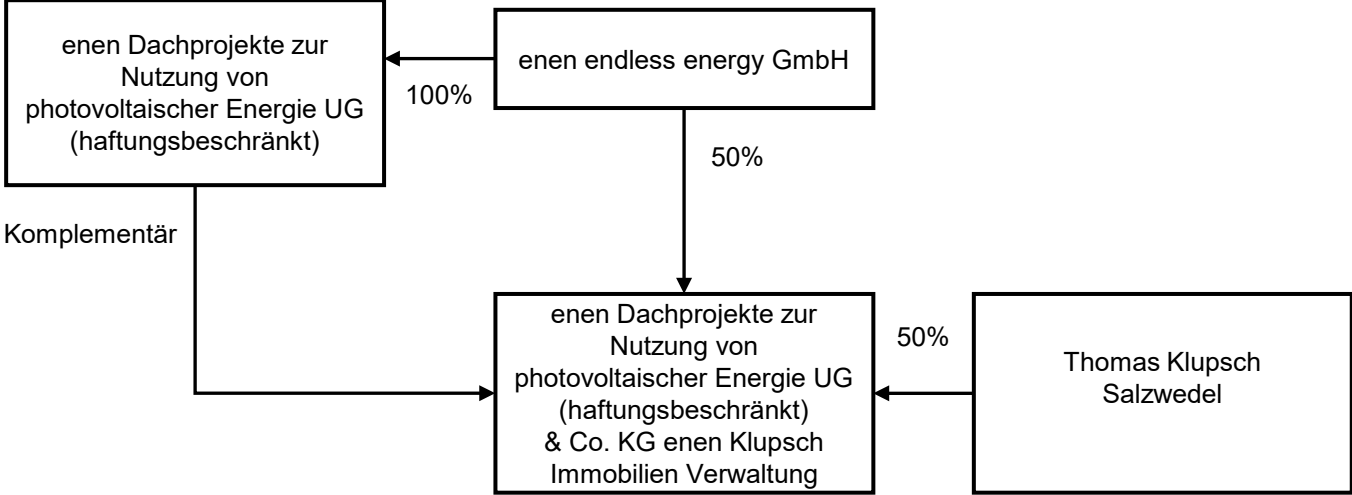 enen Dachprojekte zur
Nutzung von
photovoltaischer Energie UG
(haftungsbeschränkt)
100%
enen endless energy GmbH
50%
Komplementär
enen Dachprojekte zur
Nutzung von
photovoltaischer Energie UG
(haftungsbeschränkt)
& Co. KG enen Klupsch
Immobilien Verwaltung
50%
Thomas Klupsch
Salzwedel